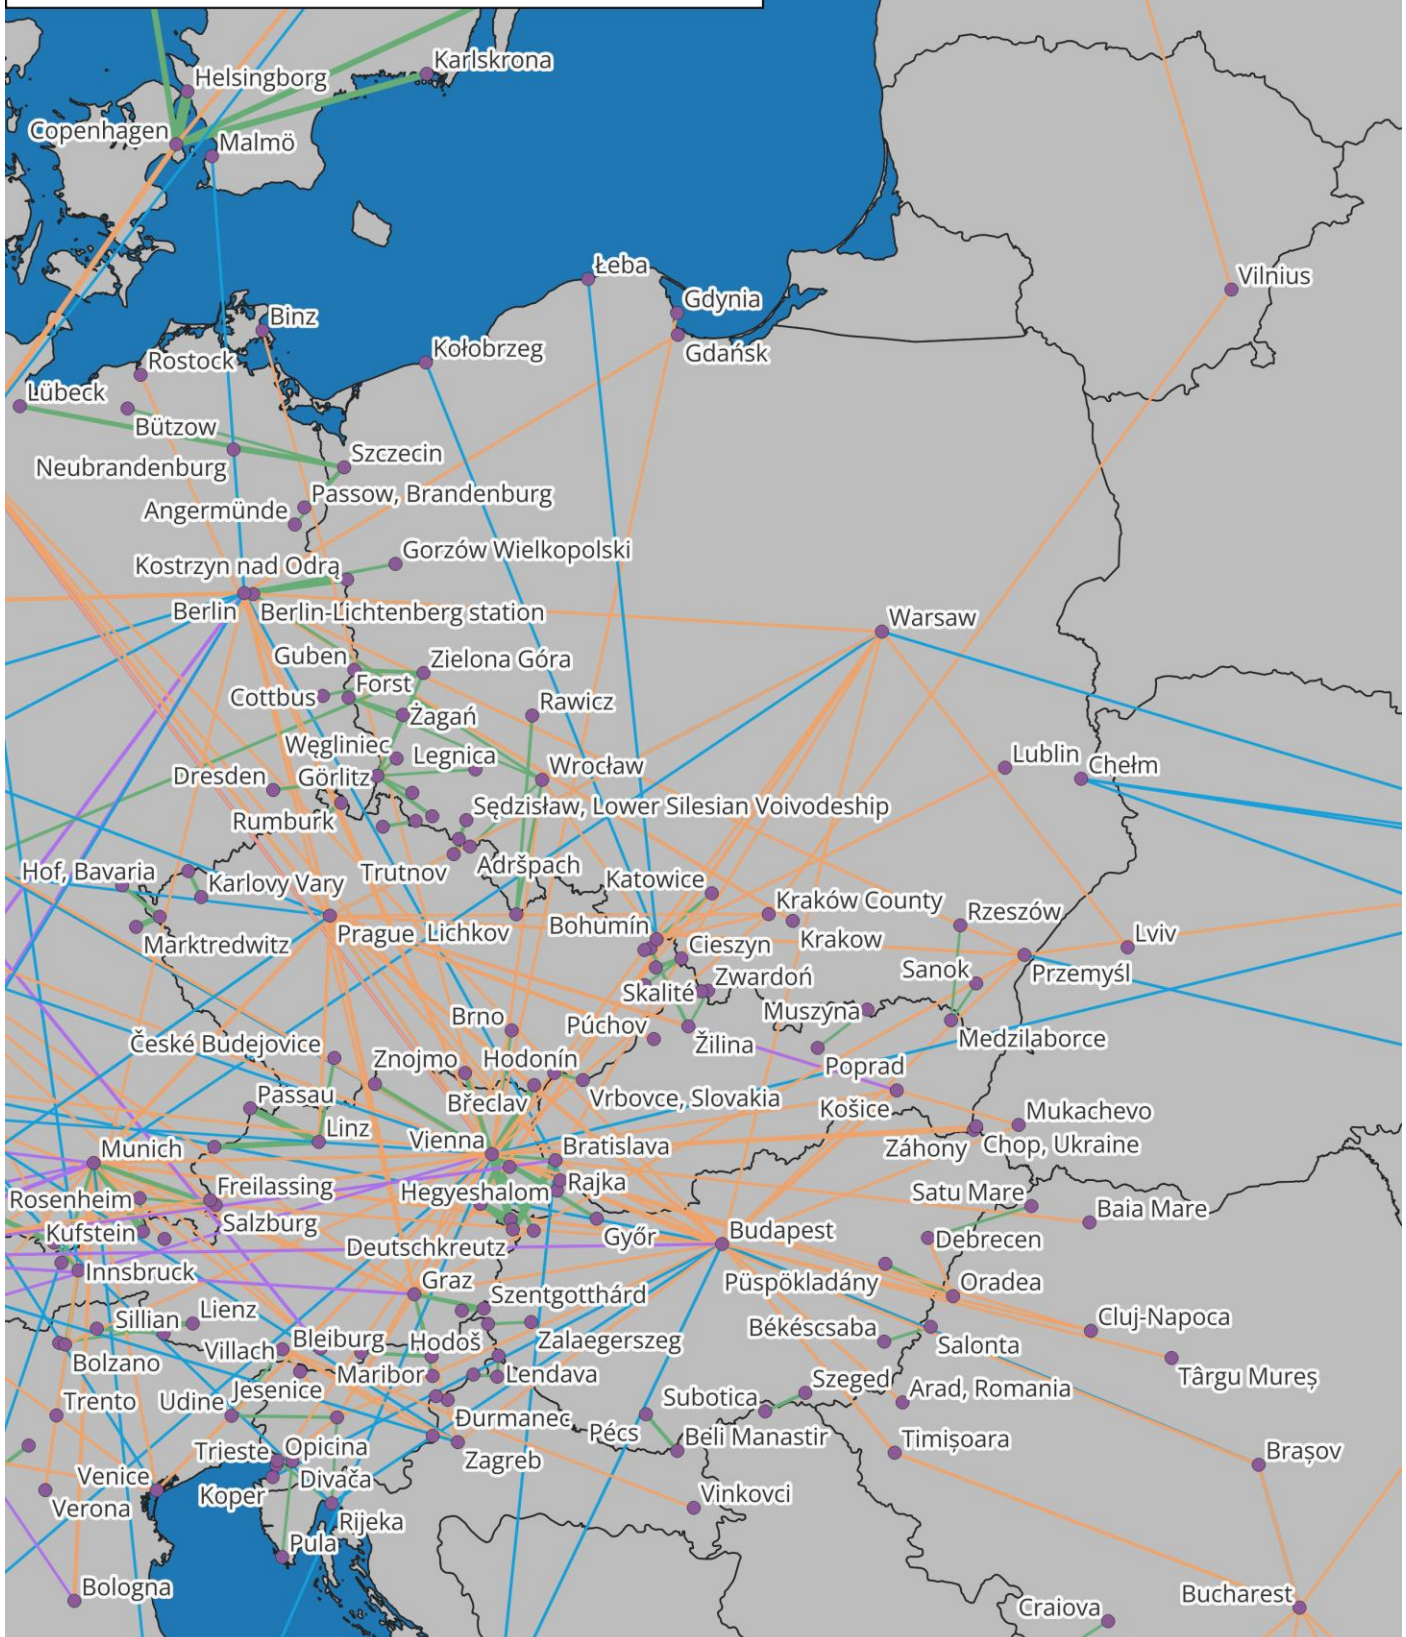 Karlskrona
Helsingborg
Copenhagen
Malmö
Łeba
Vilnius
Gdynia
Binz
Gdańsk
Kołobrzeg
Rostock
Lübeck
Bützow
Szczecin
Neubrandenburg
Passow, Brandenburg
Angermünde
Gorzów Wielkopolski
Kostrzyn nad Odrą
Berlin
Berlin-Lichtenberg station
Warsaw
Guben
Zielona Góra
Forst
Cottbus
Rawicz
Żagań
Węgliniec
Legnica
Lublin
Chełm
Wrocław
Dresden
Görlitz
Sędzisław, Lower Silesian Voivodeship
Rumburk
Hof, Bavaria
Trutnov
Adršpach
Karlovy Vary
Katowice
Kraków County
Rzeszów
Marktredwitz
Prague
Lichkov
Bohumín
Krakow
Lviv
Cieszyn
Przemyśl
Sanok
Zwardoń
Skalité
Muszyna
Brno
Púchov
Žilina
Medzilaborce
České Budejovice
Znojmo
Hodonín
Poprad
Passau
Břeclav
Vrbovce, Slovakia
Košice
Mukachevo
Linz
Vienna
Bratislava
Záhony
Chop, Ukraine
Munich
Rosenheim
Freilassing
Hegyeshalom
Rajka
Satu Mare
Baia Mare
Kufstein
Salzburg
Győr
Budapest
Debrecen
Deutschkreutz
Innsbruck
Graz
Püspökladány
Oradea
Szentgotthárd
Lienz
Sillian
Cluj-Napoca
Bleiburg
Hodoš
Zalaegerszeg
Békéscsaba
Salonta
Villach
Bolzano
Maribor
Lendava
Târgu Mureș
Jesenice
Szeged
Arad, Romania
Trento
Udine
Subotica
Đurmanec
Pécs
Beli Manastir
Timișoara
Trieste
Opicina
Zagreb
Brașov
Venice
Divača
Koper
Verona
Vinkovci
Rijeka
Pula
Bologna
Bucharest
Craiova